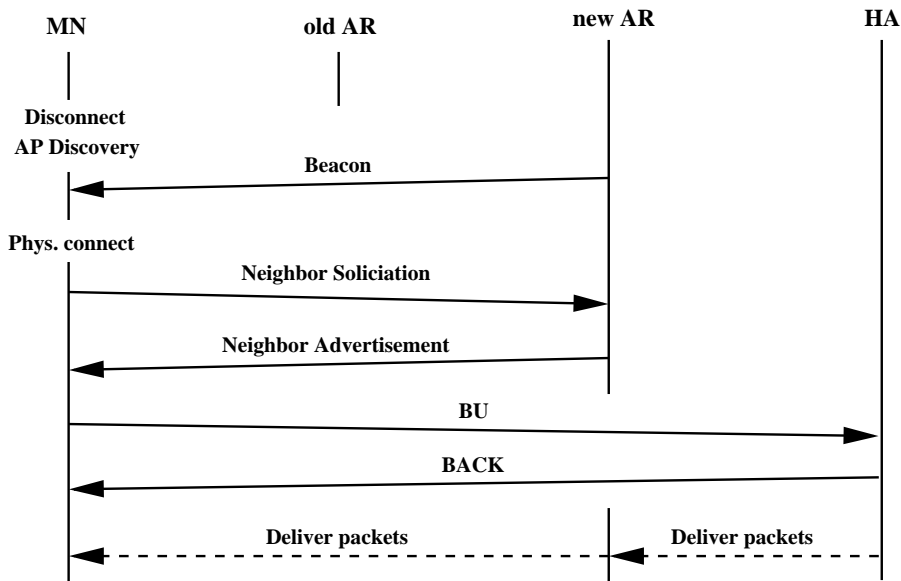 MN
old AR
new AR
HA
Disconnect
AP Discovery
Beacon
Phys. connect
Neighbor Soliciation
Neighbor Advertisement
BU
BACK
Deliver packets
Deliver packets